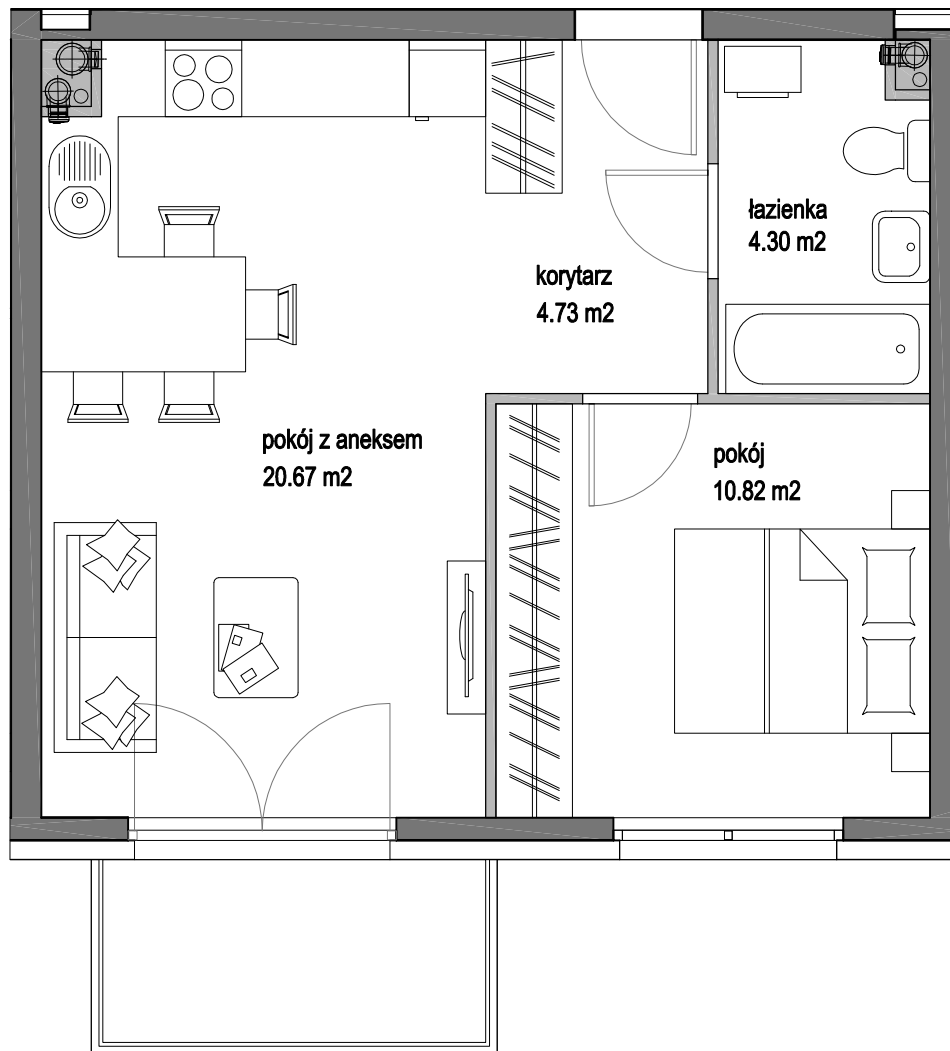 łazienka
4.30 m2
korytarz
4.73 m2
pokój z aneksem
20.67 m2
pokój
10.82 m2